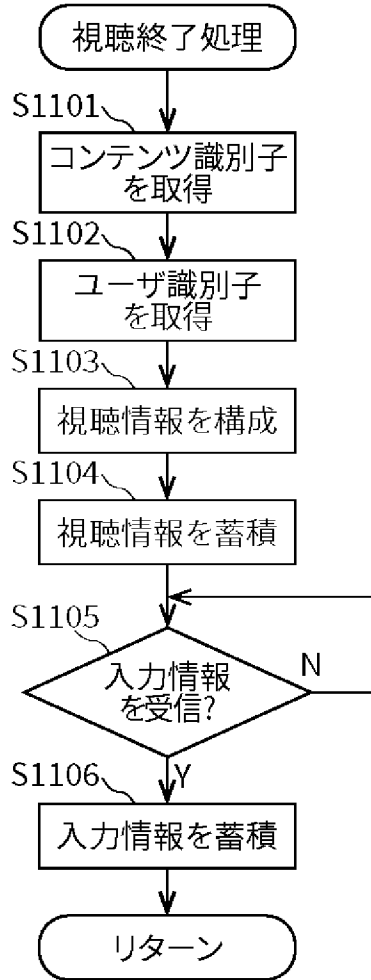 視聴終了処理
S1101
コンテンツ識別子
を取得
S1102
ユーザ識別子
を取得
S1103
視聴情報を構成
S1104
視聴情報を蓄積
S1105
入力情報
を受信?
N
Y
S1106
入力情報を蓄積
リターン